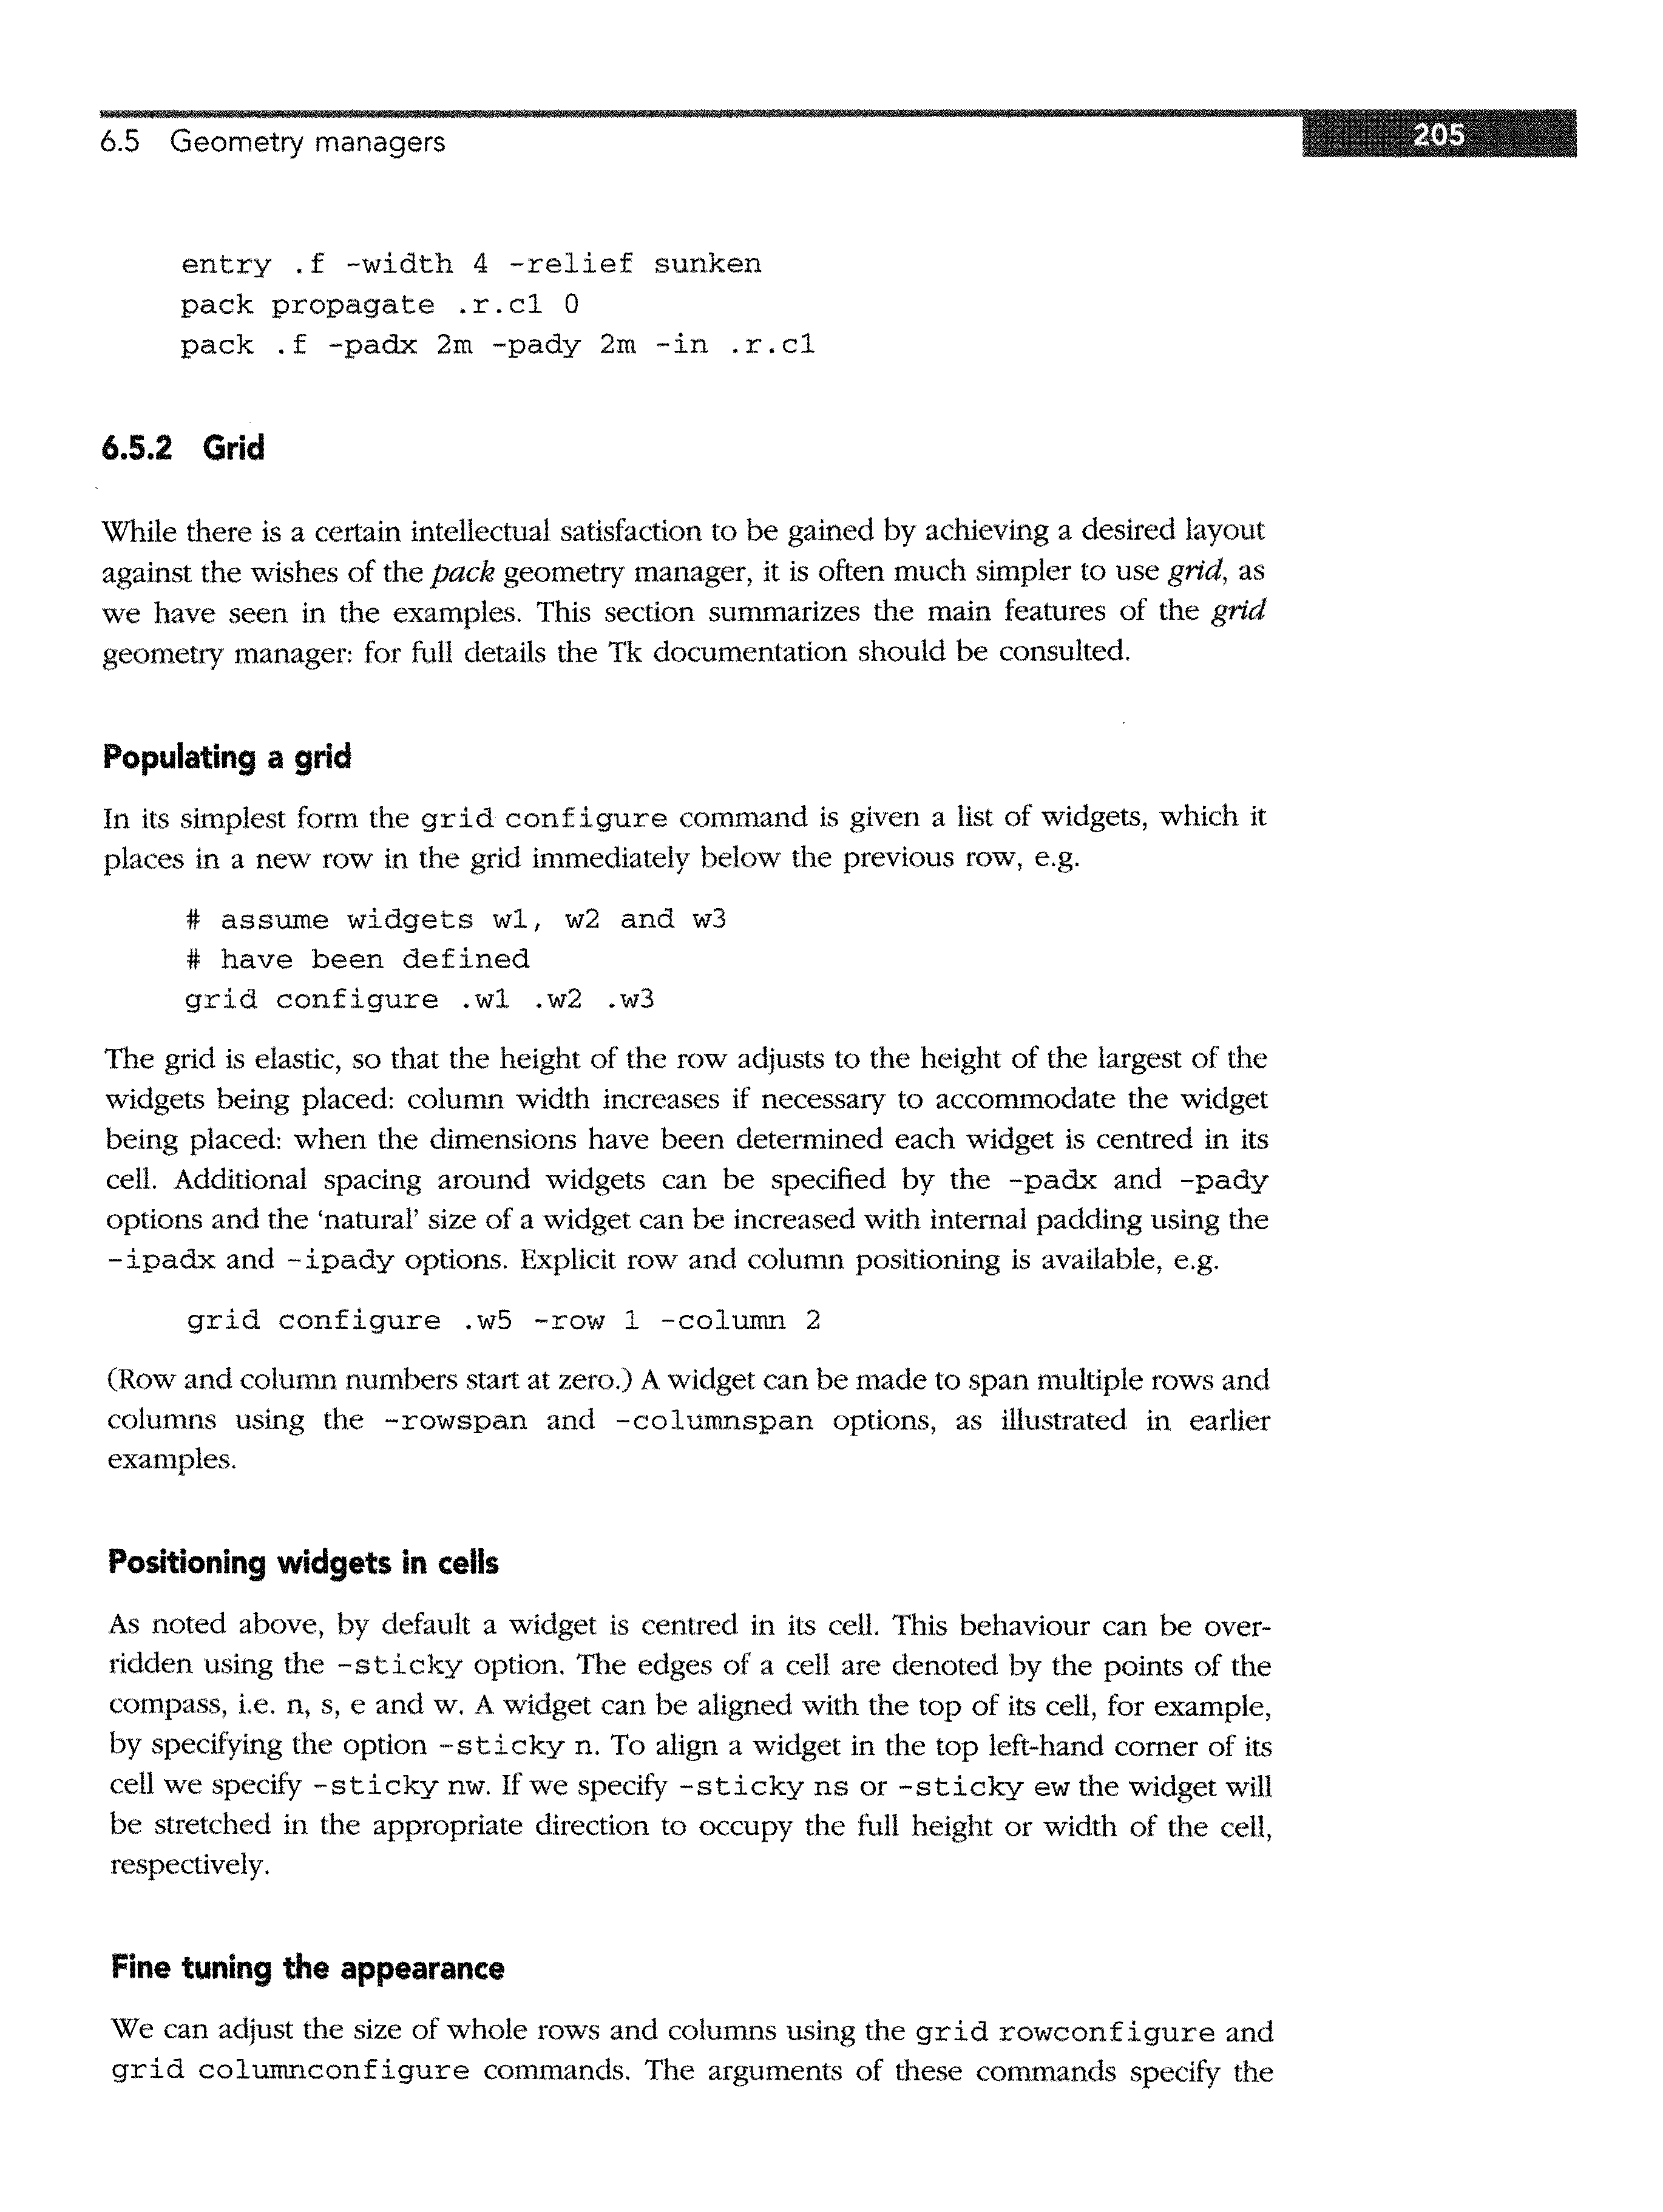 6.5 Geometry managers
205
entry .f -width 4 -relief sunken
pack propagate .r.c1 0
pack .f -padx 2m -pady 2m -in .r.c1
6.5.2 Grid
While there is a certain intellectual satisfaction to be gained by achieving a desired layout
against the wishes of the pack geometry manager, it is often much simpler to use grid, as
we have seen in the examples. This section summarizes the main features of the grid
geometry manager: for full details the Tk documentation should be consulted.
Populating a grid
In its simplest form the grid configure command is given a list of widgets, which it
places in a new row in the grid immediately below the previous row, e.g.
# assume widgets w1, w2 and w3
# have been defined
grid configure .w1 .w2 .w3
The grid is elastic, so that the height of the row adjusts to the height of the largest of the
widgets being placed: column width increases if necessary to accommodate the widget
being placed: when the dimensions have been determined each widget is centred in its
cell. Additional spacing around widgets can be specified by the -padx and -pady
options and the ‘natural’ size of a widget can be increased with internal padding using the
-ipadx and -ipady options. Explicit row and column positioning is available, e.g.
grid configure .w5 -row 1 -column 2
(Row and column numbers start at zero.) A widget can be made to span multiple rows and
columns using the -rowspan and -columnspan options, as illustrated in earlier
examples.
Positioning widgets in cells
As noted above, by default a widget is centred in its cell. This behaviour can be over-
ridden using the -sticky option. The edges of a cell are denoted by the points of the
compass, i.e. n, s, e and w. A widget can be aligned with the top of its cell, for example,
by specifying the option -sticky n. To align a widget in the top left-hand corner of its
cell we specify -sticky nw. If we specify -sticky ns or -sticky ew the widget will
be stretched in the appropriate direction to occupy the full height or width of the cell,
respectively.
Fine tuning the appearance
We can adjust the size of whole rows and columns using the grid rowconfigure and
grid columnconfigure commands. The arguments of these commands specify the